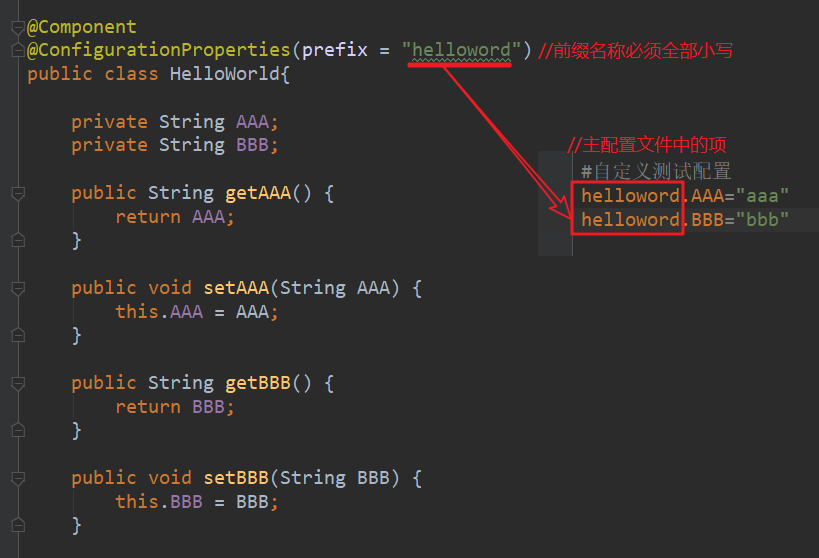 @Component
@ConfigurationProperties(prefix = "helloword") //前缀名称必须全部小写
public class HelloWorld{
private String AAA;
private String BBB;
//主配置文件中的项
#自定义测试配置
helloword.AAA="aaa"
helloword.BBB="bbb"
public String getAAA() {
return AAA;
}
public void setAAA(String AAA) {
this.AAA = AAA;
}
public String getBBB() {
return BBB;
}
public void setBBB(String BBB) {
this.BBB = BBB;
}